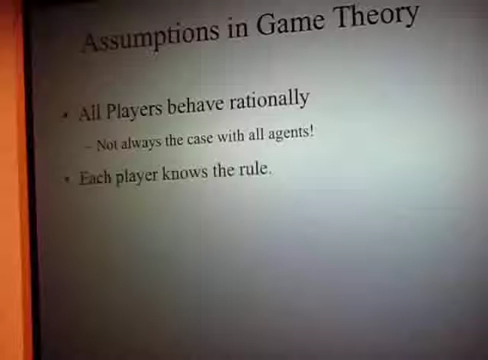 Assumptions in Game Theory
• All Players behave rationally
– Not always the case with all agents!
• Each player knows the rule.